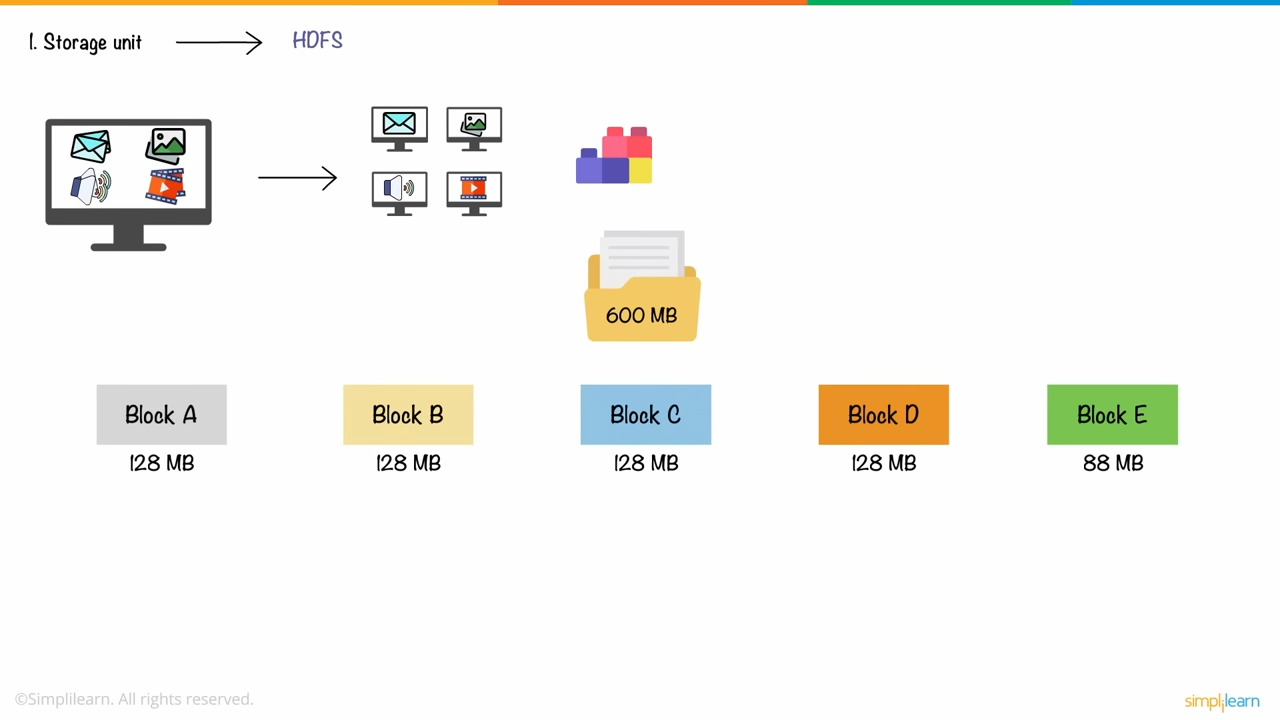 1. Storage unit
HDFS
600 MB
Block A
Block B
Block C
Block D
Block E
128 MB
128 MB
128 MB
128 MB
88 MB
©Simplilearn. All rights reserved.
simplilearn